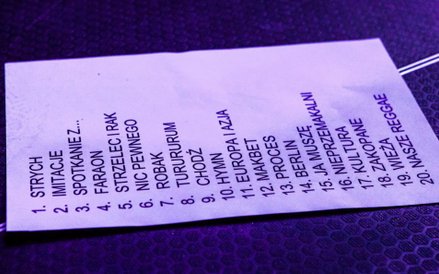 1. STRYCH
2. IMITACJE
3. SPOTKANIE Z...
4. FARAON
5. STRZELEC I RAK
6. NIC PEWNEGO
7. ROBAK
8. TURURURUM
9. CHODŹ
10. HYMN
11. EUROPA I AZJA
12. MAKBET
13. PROCES
14. BERLIN
15. JA MUSZĘ
16. NIEPRZEMAKALNI
17. KULTURA
18. ZAKOPANE
19. WIEŻA
20. NASZE REGGAE